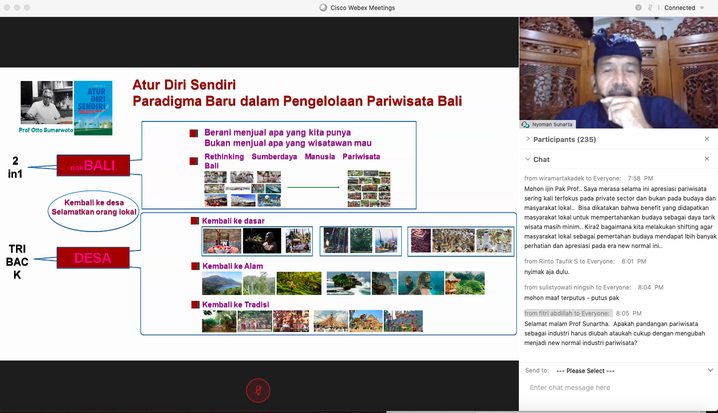 Cisco Webex Meetings
Connected
Prof Otto Sumarwoto
ATUR
DIRI
SENDIRI
Atur Diri Sendiri
Paradigma Baru dalam Pengelolaan Pariwisata Bali
Berani menjual apa yang kita punya
Bukan menjual apa yang wisatawan mau
Rethinking Sumberdaya Manusia Pariwisata
Bali
2
in1
BALI
Kembali ke desa
Selamatkan orang lokal
TRI
BAC
K
DESA
Kembali ke dasar
Kembali ke Alam
Kembali ke Tradisi
Nyoman Sunarta
Participants (235)
Chat
from wiramartakadek to Everyone: 7:58 PM
Mohon ijin Pak Prof.. Saya merasa selama ini apresiasi pariwisata
sering kali terfokus pada private sector dan bukan pada budaya dan
masyarakat lokal.. Bisa dikatakan bahwa benefit yang didapatkan
masyarakat lokal untuk mempertahankan budaya sebagai daya tarik
wisata masih minim.. Kira2 bagaimana kita melakukan shifting agar
masyarakat lokal sebagai pemertahan budaya mendapat lbih banyak
perhatian dan apresiasi pada era new normal ini..
from Rinto Taufik S to Everyone: 8:01 PM
nyimak aja dulu.
from sulistyowati ningsih to Everyone: 8:04 PM
mohon maaf terputus - putus pak
from fitri abdillah to Everyone: 8:05 PM
Selamat malam Prof Sunartha. Apakah pandangan pariwisata
sebagai industri harus diubah ataukah cukup dengan mengubah
menjadi new normal industri pariwisata?
Send to: --- Please Select ---
Enter chat message here